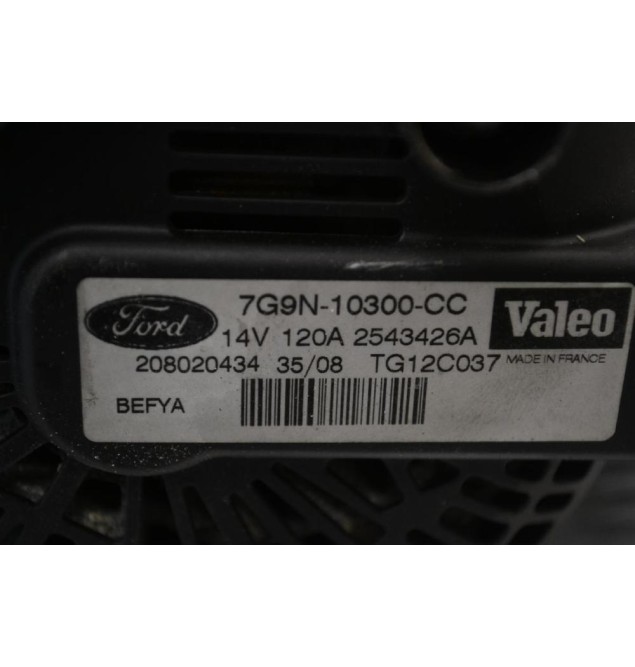 Ford
7G9N-10300-CC
14V 120A 2543426A
208020434 35/08 TG12C037
BEFYA
Valeo
MADE IN FRANCE